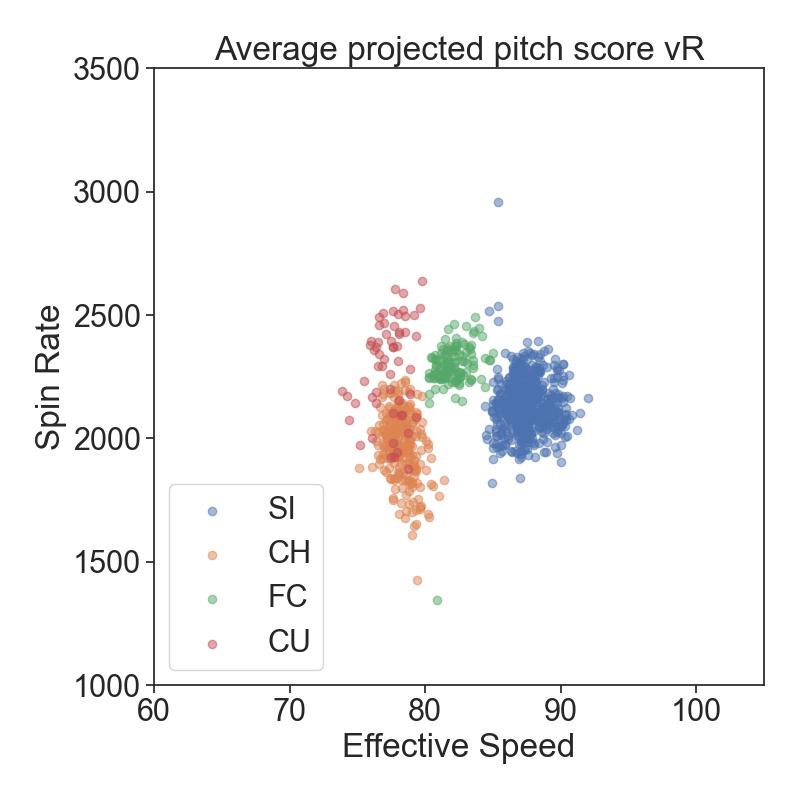 Average projected pitch score vR
3500
3000
2500
2000
1500
1000
Spin Rate
SI
CH
FC
CU
60 70 80 90 100
Effective Speed